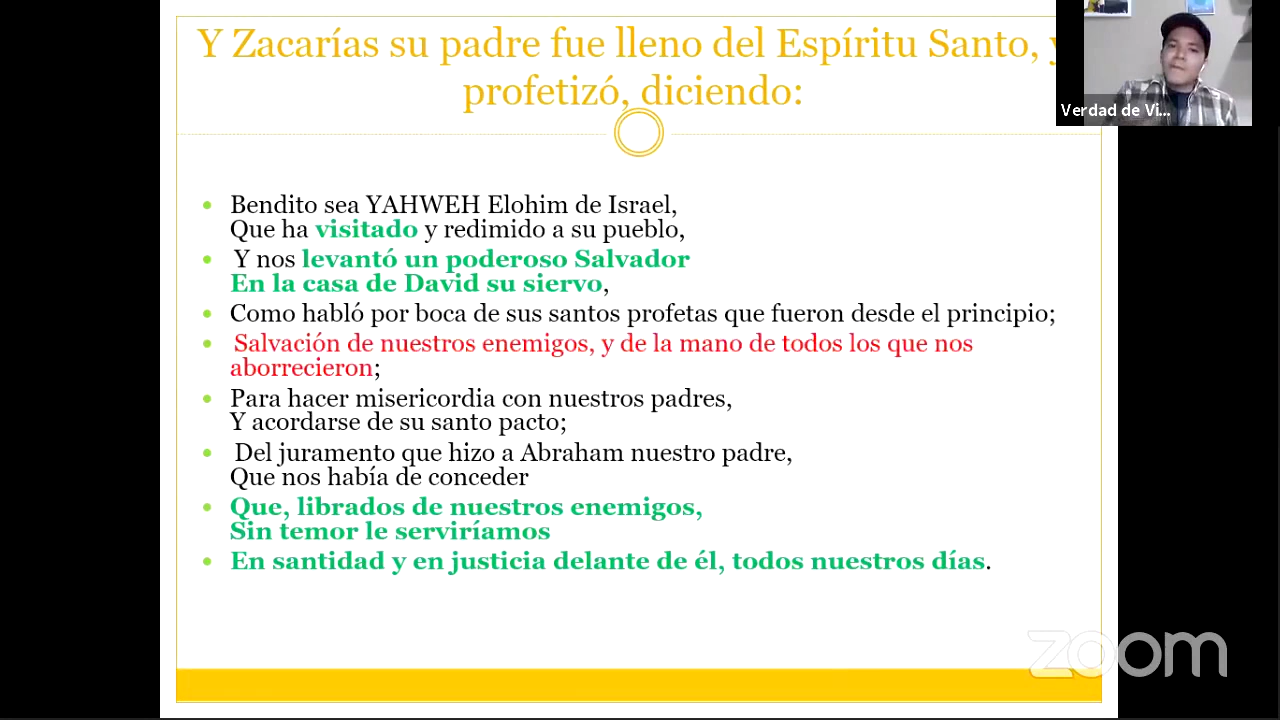 Y Zacarías su padre fue lleno del Espíritu Santo, y
profetizó, diciendo:
Verdad de Vi...
Bendito sea YAHWEH Elohim de Israel,
Que ha visitado y redimido a su pueblo,
Y nos levantó un poderoso Salvador
En la casa de David su siervo,
Como habló por boca de sus santos profetas que fueron desde el principio;
Salvación de nuestros enemigos, y de la mano de todos los que nos
aborrecieron;
Para hacer misericordia con nuestros padres,
Y acordarse de su santo pacto;
Del juramento que hizo a Abraham nuestro padre,
Que nos había de conceder
Que, librados de nuestros enemigos,
Sin temor le serviríamos
En santidad y en justicia delante de él, todos nuestros días.
zoom